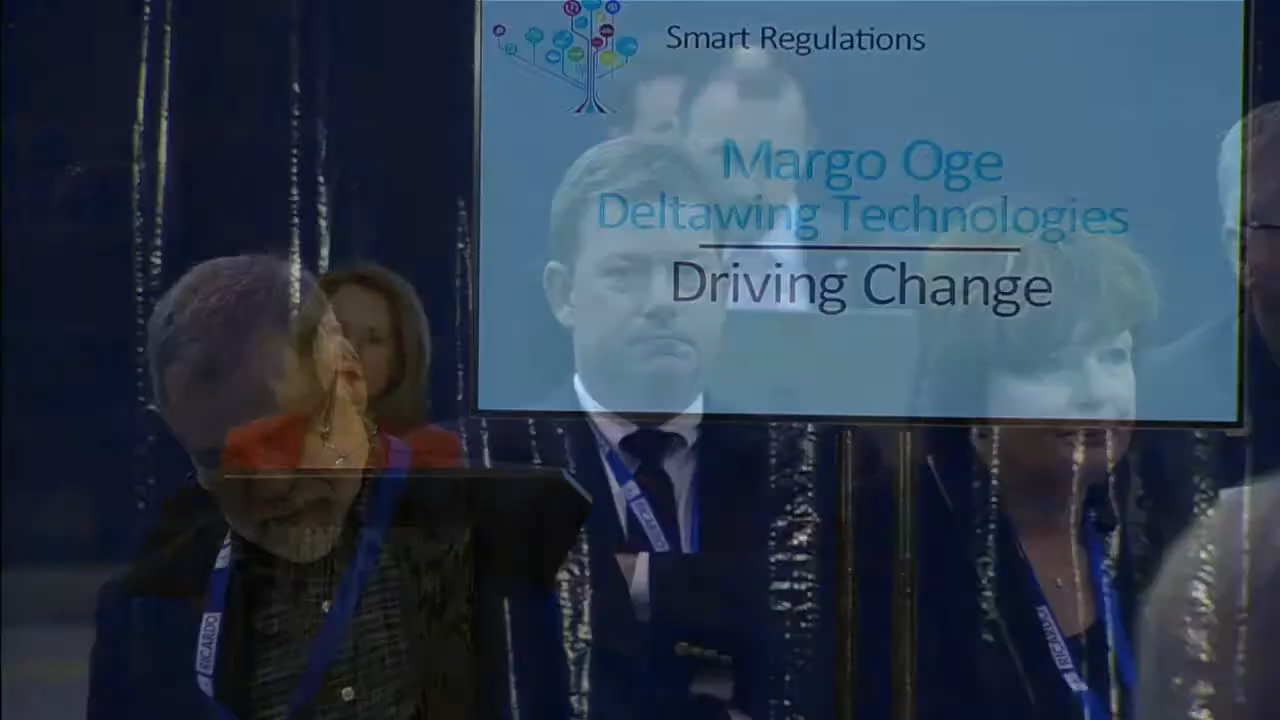 Smart Regulations
Margo Oge
Deltawing Technologies
Driving Change
RICARDO
RICARDO
RICARDO